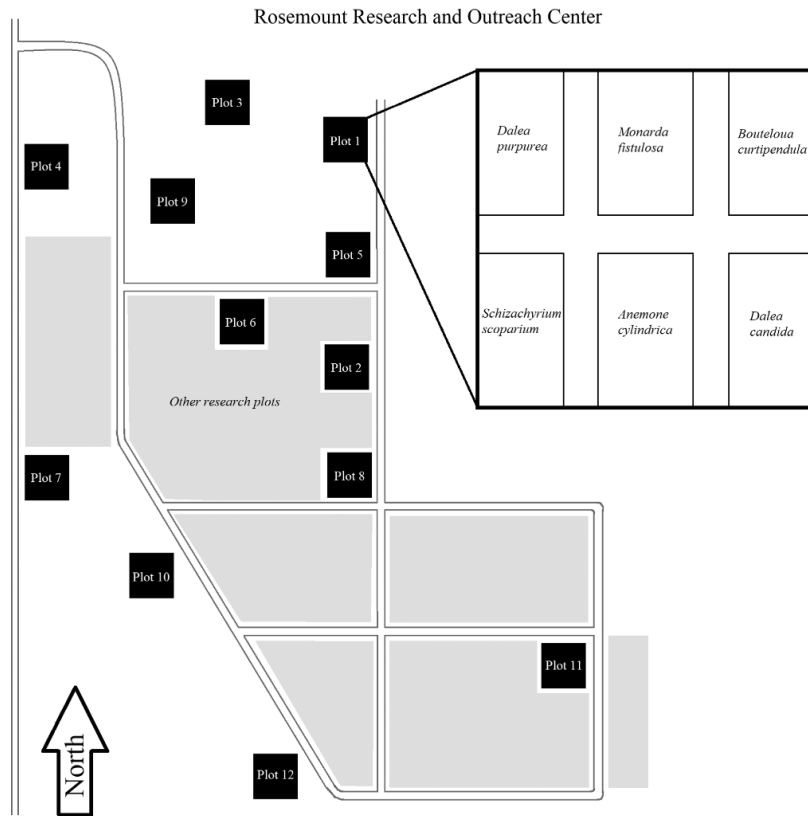 Rosemount Research and Outreach Center
Plot 3
Plot 1
Plot 4
Plot 9
Plot 5
Plot 6
Plot 2
Other research plots
Plot 7
Plot 8
Plot 10
Plot 11
Plot 12
North
Dalea
purpurea
Monarda
fistulosa
Bouteloua
curtipendula
Schizachyrium
scoparium
Anemone
cylindrica
Dalea
candida